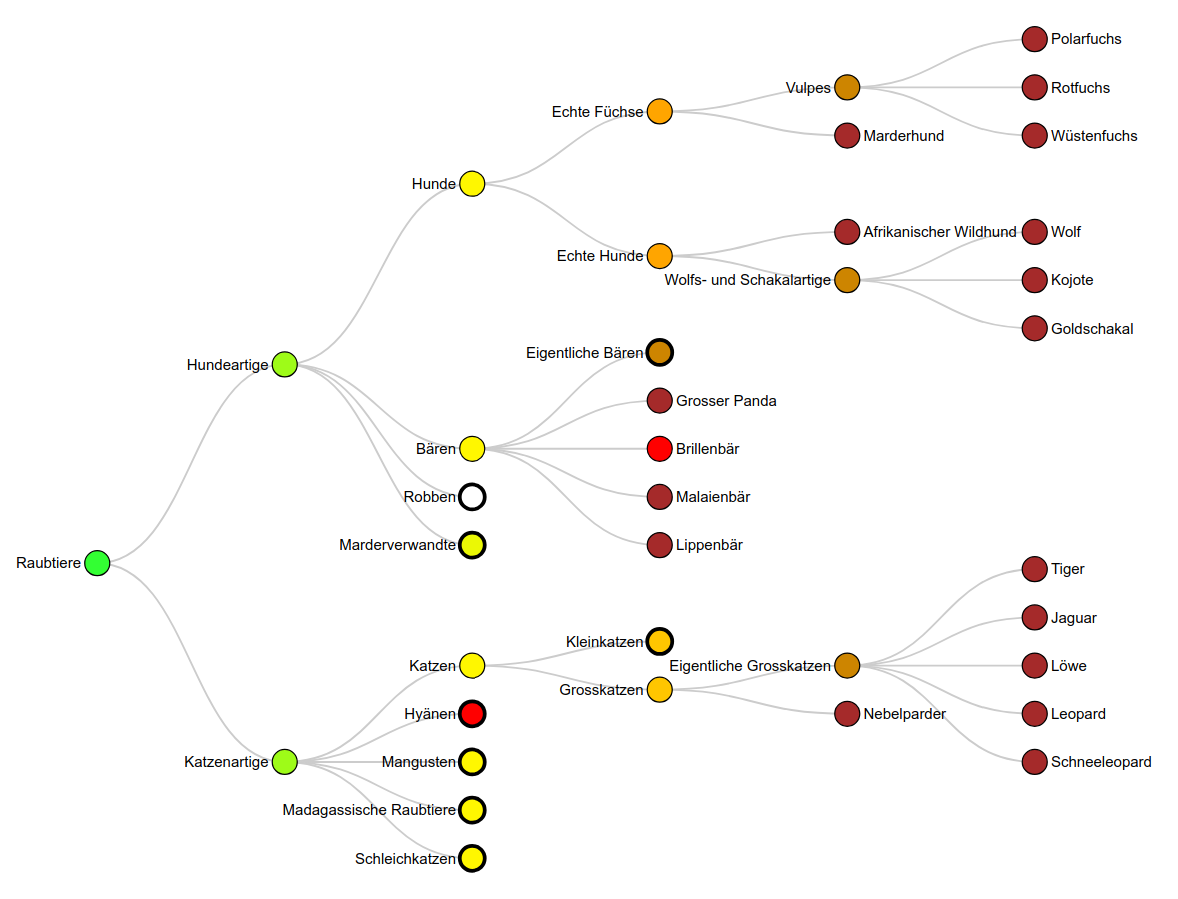 Polarfuchs
Vulpes
Rotfuchs
Echte Füchse
Marderhund
Wüstenfuchs
Hunde
Afrikanischer Wildhund
Wolf
Echte Hunde
Wolfs- und Schakalartige
Kojote
Goldschakal
Eigentliche Bären
Hundeartige
Grosser Panda
Bären
Brillenbär
Robben
Malaienbär
Marderverwandte
Lippenbär
Raubtiere
Tiger
Jaguar
Kleinkatzen
Katzen
Eigentliche Grosskatzen
Löwe
Grosskatzen
Hyänen
Nebelparder
Leopard
Katzenartige
Mangusten
Schneeleopard
Madagassische Raubtiere
Schleichkatzen